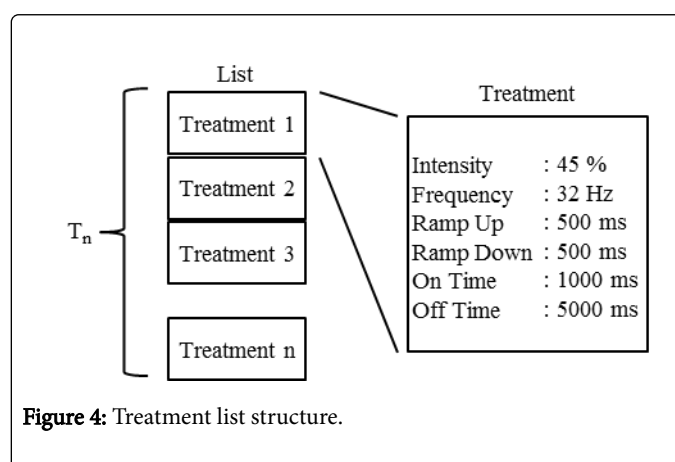 List
Treatment 1
Treatment 2
Treatment 3
Treatment n
Tn
Treatment
Intensity : 45 %
Frequency : 32 Hz
Ramp Up : 500 ms
Ramp Down : 500 ms
On Time : 1000 ms
Off Time : 5000 ms
Figure 4: Treatment list structure.